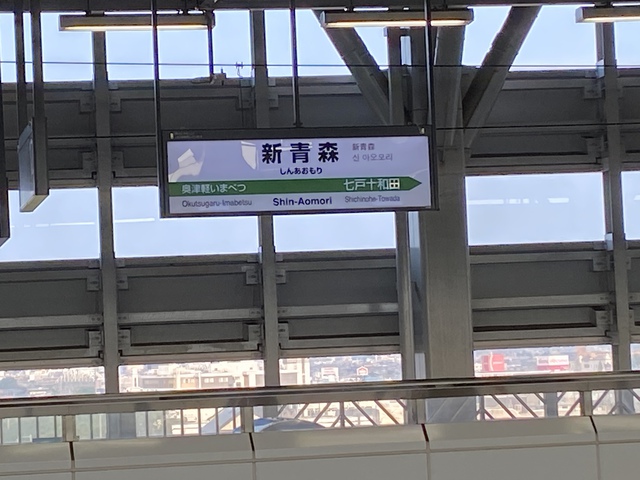 新青森
新青森
신아오모리
しんあおもり
奥津軽いまべつ
七戸十和田
Okutsugaru-Imabetsu
Shin-Aomori
Shichinohe-Towada